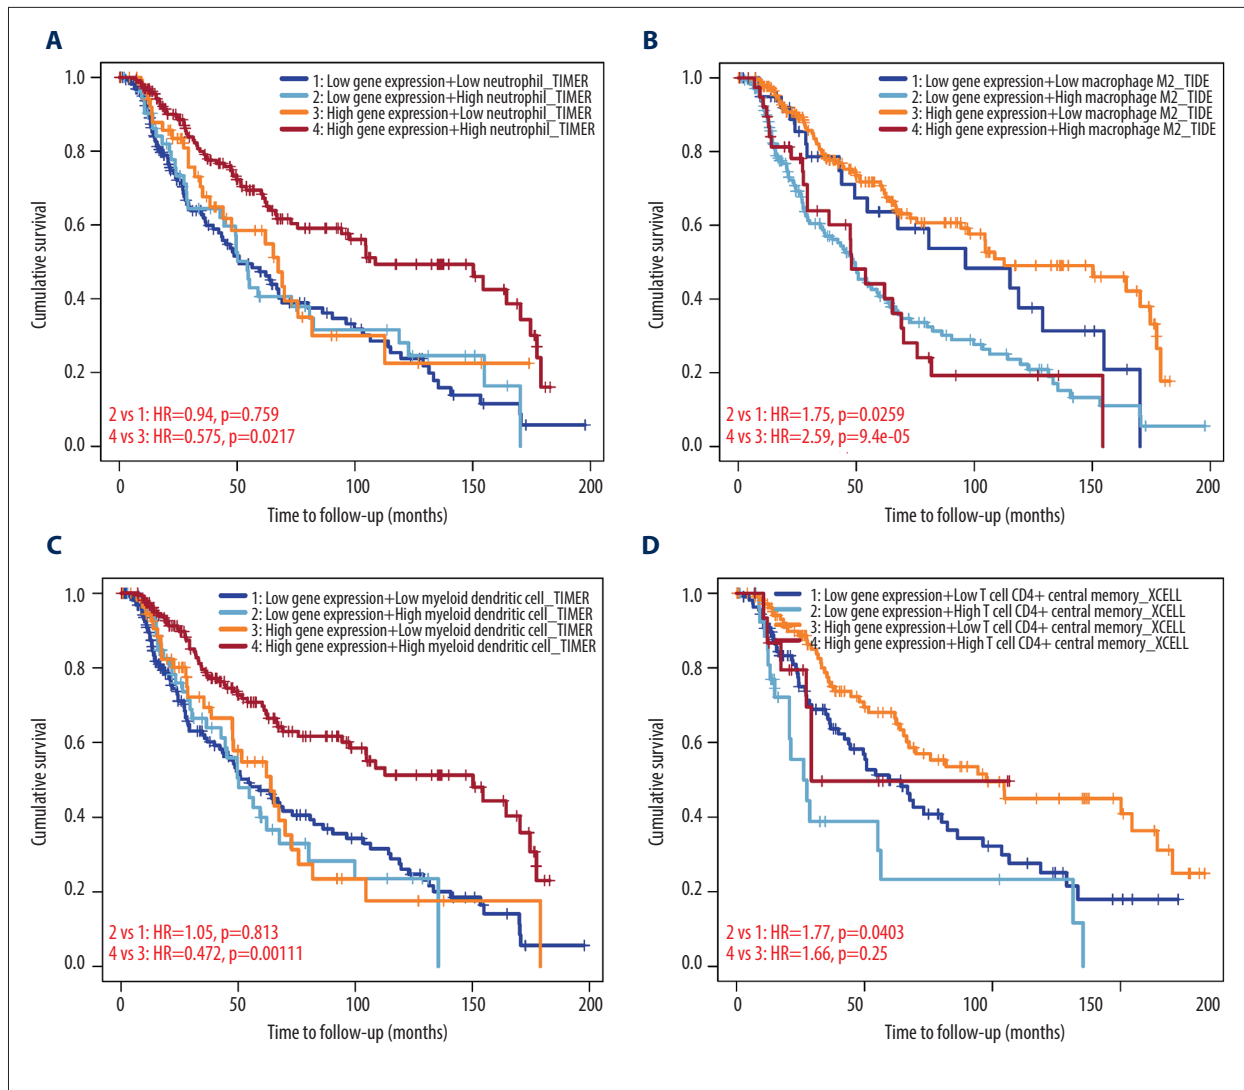 A
1: Low gene expression+Low neutrophil_TIMER
2: Low gene expression+High neutrophil_TIMER
3: High gene expression+Low neutrophil_TIMER
4: High gene expression+High neutrophil_TIMER
1.0
0.8
0.6
0.4
0.2
0.0
Cumulative survival
2 vs 1: HR=0.94, p=0.759
4 vs 3: HR=0.575, p=0.0217
0 50 100 150 200
Time to follow-up (months)
B
1: Low gene expression+Low macrophage M2_TIDE
2: Low gene expression+High macrophage M2_TIDE
3: High gene expression+Low macrophage M2_TIDE
4: High gene expression+High macrophage M2_TIDE
1.0
0.8
0.6
0.4
0.2
0.0
Cumulative survival
2 vs 1: HR=1.75, p=0.0259
4 vs 3: HR=2.59, p=9.4e-05
0 50 100 150 200
Time to follow-up (months)
C
1: Low gene expression+Low myeloid dendritic cell_TIMER
2: Low gene expression+High myeloid dendritic cell_TIMER
3: High gene expression+Low myeloid dendritic cell_TIMER
4: High gene expression+High myeloid dendritic cell_TIMER
1.0
0.8
0.6
0.4
0.2
0.0
Cumulative survival
2 vs 1: HR=1.05, p=0.813
4 vs 3: HR=0.472, p=0.00111
0 50 100 150 200
Time to follow-up (months)
D
1: Low gene expression+Low T cell CD4+ central memory_XCELL
2: Low gene expression+High T cell CD4+ central memory_XCELL
3: High gene expression+Low T cell CD4+ central memory_XCELL
4: High gene expression+High T cell CD4+ central memory_XCELL
1.0
0.8
0.6
0.4
0.2
0.0
Cumulative survival
2 vs 1: HR=1.77, p=0.0403
4 vs 3: HR=1.66, p=0.25
0 50 100 150 200
Time to follow-up (months)